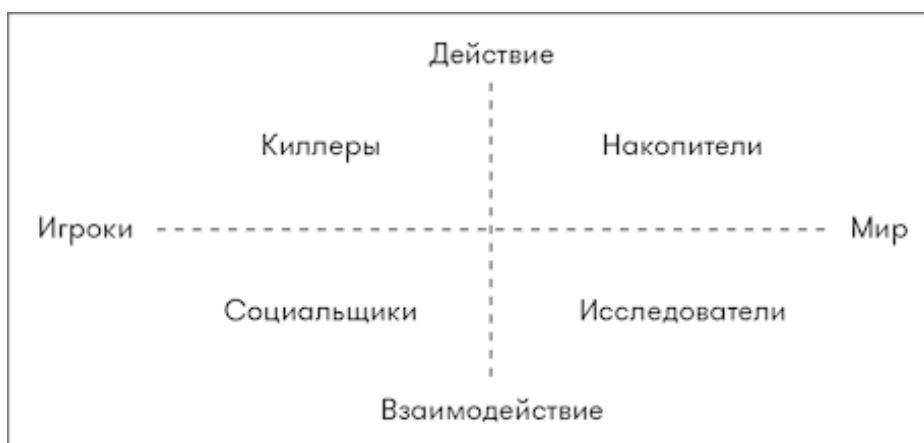 Действие
Киллеры Накопители
Игроки Мир
Социальщики Исследователи
Взаимодействие